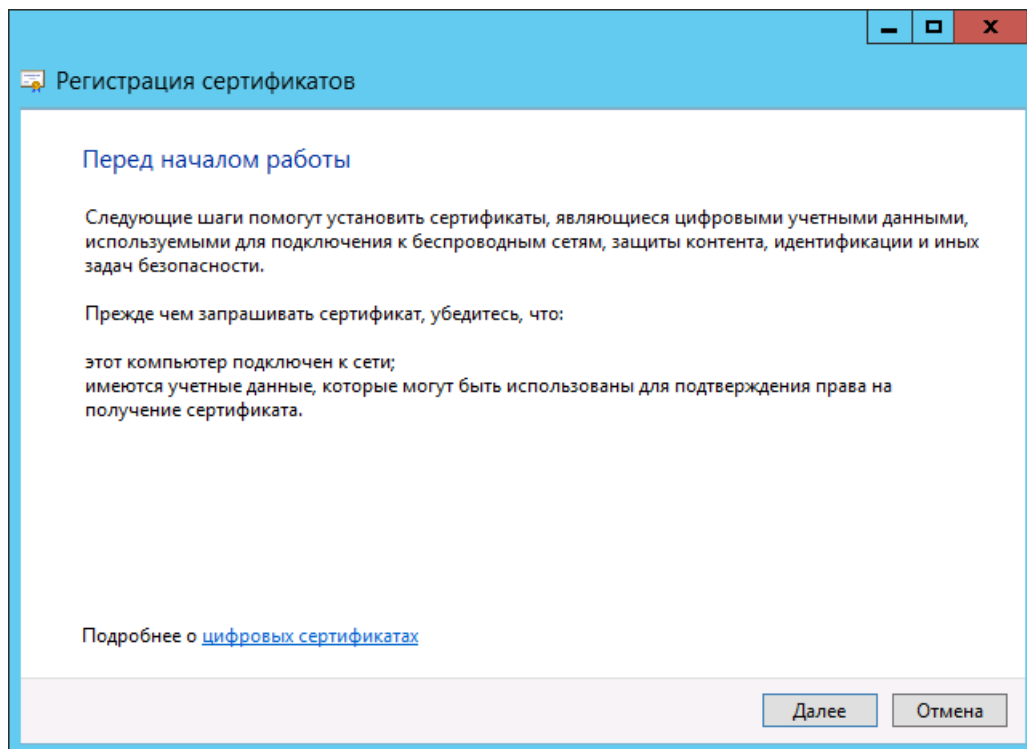 Регистрация сертификатов
Перед началом работы
Следующие шаги помогут установить сертификаты, являющиеся цифровыми учетными данными,
используемыми для подключения к беспроводным сетям, защиты контента, идентификации и иных
задач безопасности.
Прежде чем запрашивать сертификат, убедитесь, что:
этот компьютер подключен к сети;
имеются учетные данные, которые могут быть использованы для подтверждения права на
получение сертификата.
Подробнее о цифровых сертификатах
Далее
Отмена